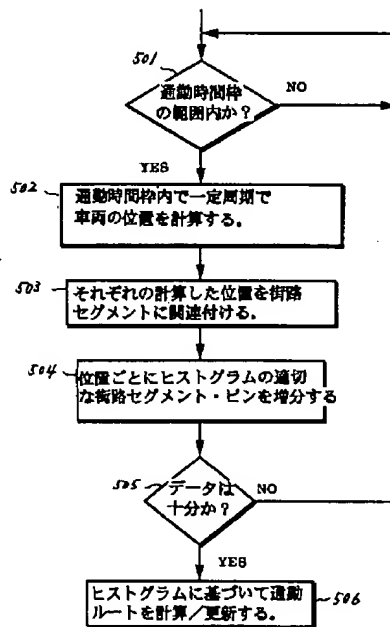 501
通勤時間枠
の範囲内か?
NO
YES
502
通勤時間枠内で一定周期で
車両の位置を計算する。
503
それぞれの計算した位置を街路
セグメントに関連付ける。
504
位置ごとにヒストグラムの適切
な街路セグメント・ビンを増分する
505
データは
十分か?
NO
YES
ヒストグラムに基づいて通勤
ルートを計算/更新する。
506